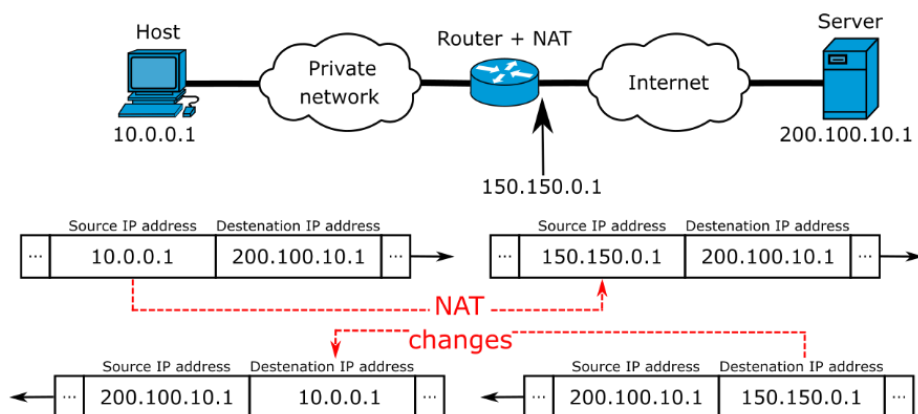 Host
Router + NAT
Server
Private
network
Internet
10.0.0.1
200.100.10.1
150.150.0.1
Source IP address Destenation IP address
... 10.0.0.1 200.100.10.1 ...
Source IP address Destenation IP address
... 150.150.0.1 200.100.10.1 ...
NAT
changes
Source IP address Destenation IP address
... 200.100.10.1 10.0.0.1 ...
Source IP address Destenation IP address
... 200.100.10.1 150.150.0.1 ...